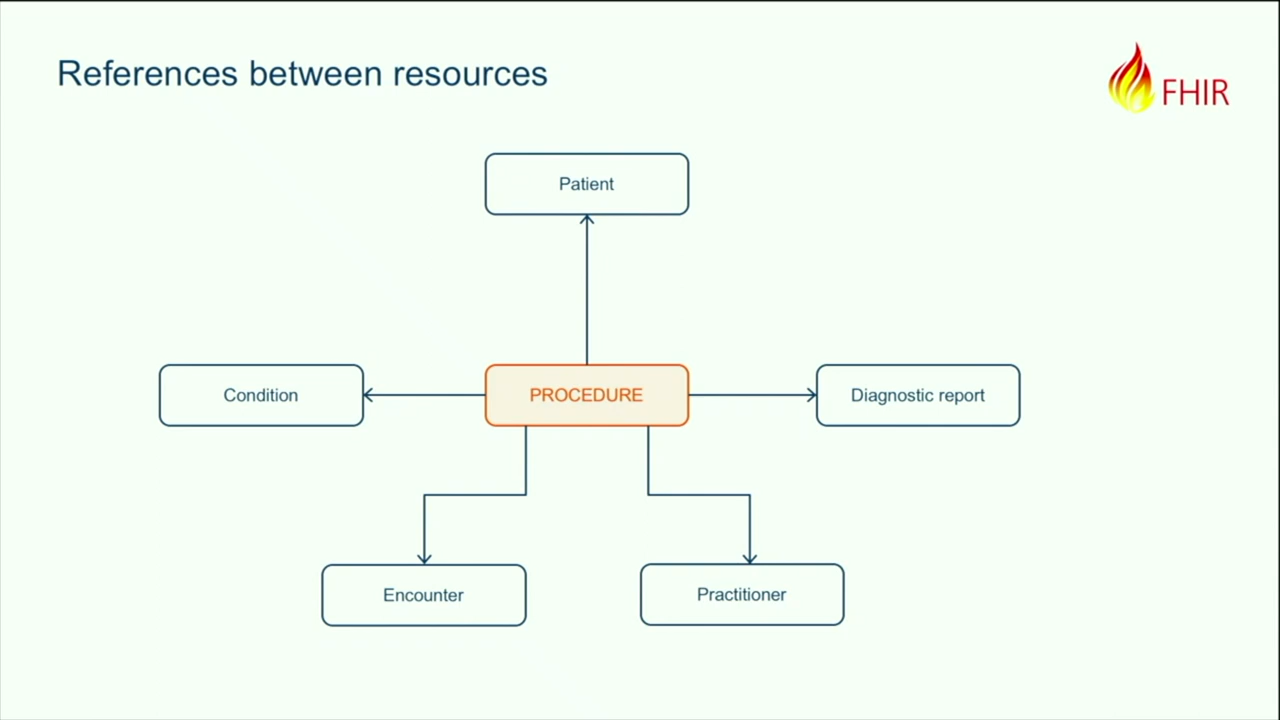 References between resources
FHIR
Patient
Condition
PROCEDURE
Diagnostic report
Encounter
Practitioner